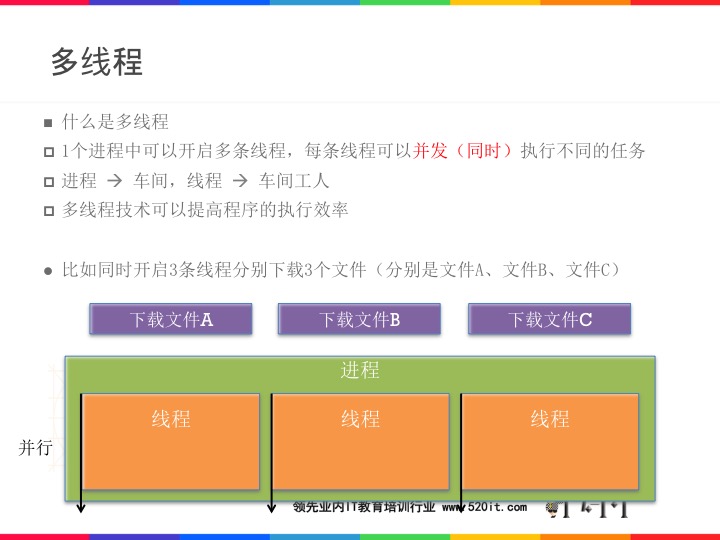 多线程
什么是多线程
1个进程中可以开启多条线程，每条线程可以并发（同时）执行不同的任务
进程 → 车间，线程 → 车间工人
多线程技术可以提高程序的执行效率
比如同时开启3条线程分别下载3个文件（分别是文件A、文件B、文件C）
下载文件A
下载文件B
下载文件C
进程
线程
线程
线程
并行
领先业内IT教育培训行业 www.520it.com